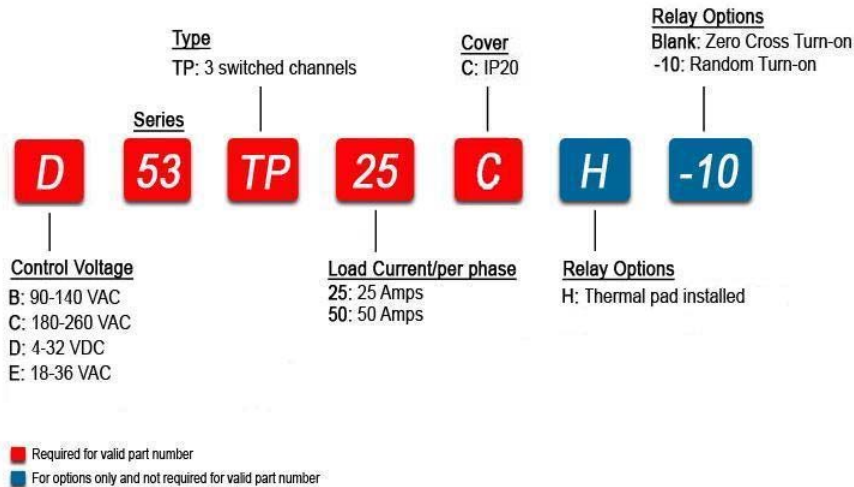 Relay Options
Blank: Zero Cross Turn-on
-10: Random Turn-on
Type
TP: 3 switched channels
Cover
C: IP20
Series
D 53 TP 25 C H -10
Control Voltage
B: 90-140 VAC
C: 180-260 VAC
D: 4-32 VDC
E: 18-36 VAC
Load Current/per phase
25: 25 Amps
50: 50 Amps
Relay Options
H: Thermal pad installed
Required for valid part number
For options only and not required for valid part number